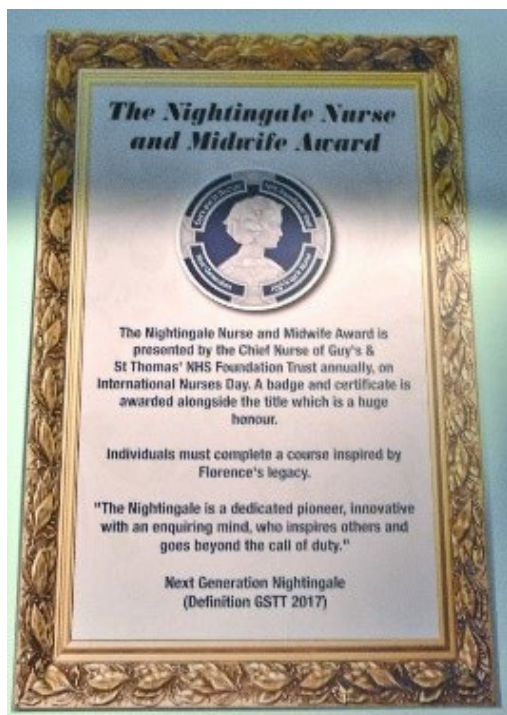 The Nightingale Nurse
and Midwife Award
The Nightingale Nurse and Midwife Award is
presented by the Chief Nurse of Guy's &
St Thomas' NHS Foundation Trust annually, on
International Nurses Day. A badge and certificate is
awarded alongside the title which is a huge
honour.
Individuals must complete a course inspired by
Florence's legacy.
"The Nightingale is a dedicated pioneer, innovative
with an enquiring mind, who inspires others and
goes beyond the call of duty."
Next Generation Nightingale
(Definition GSTT 2017)